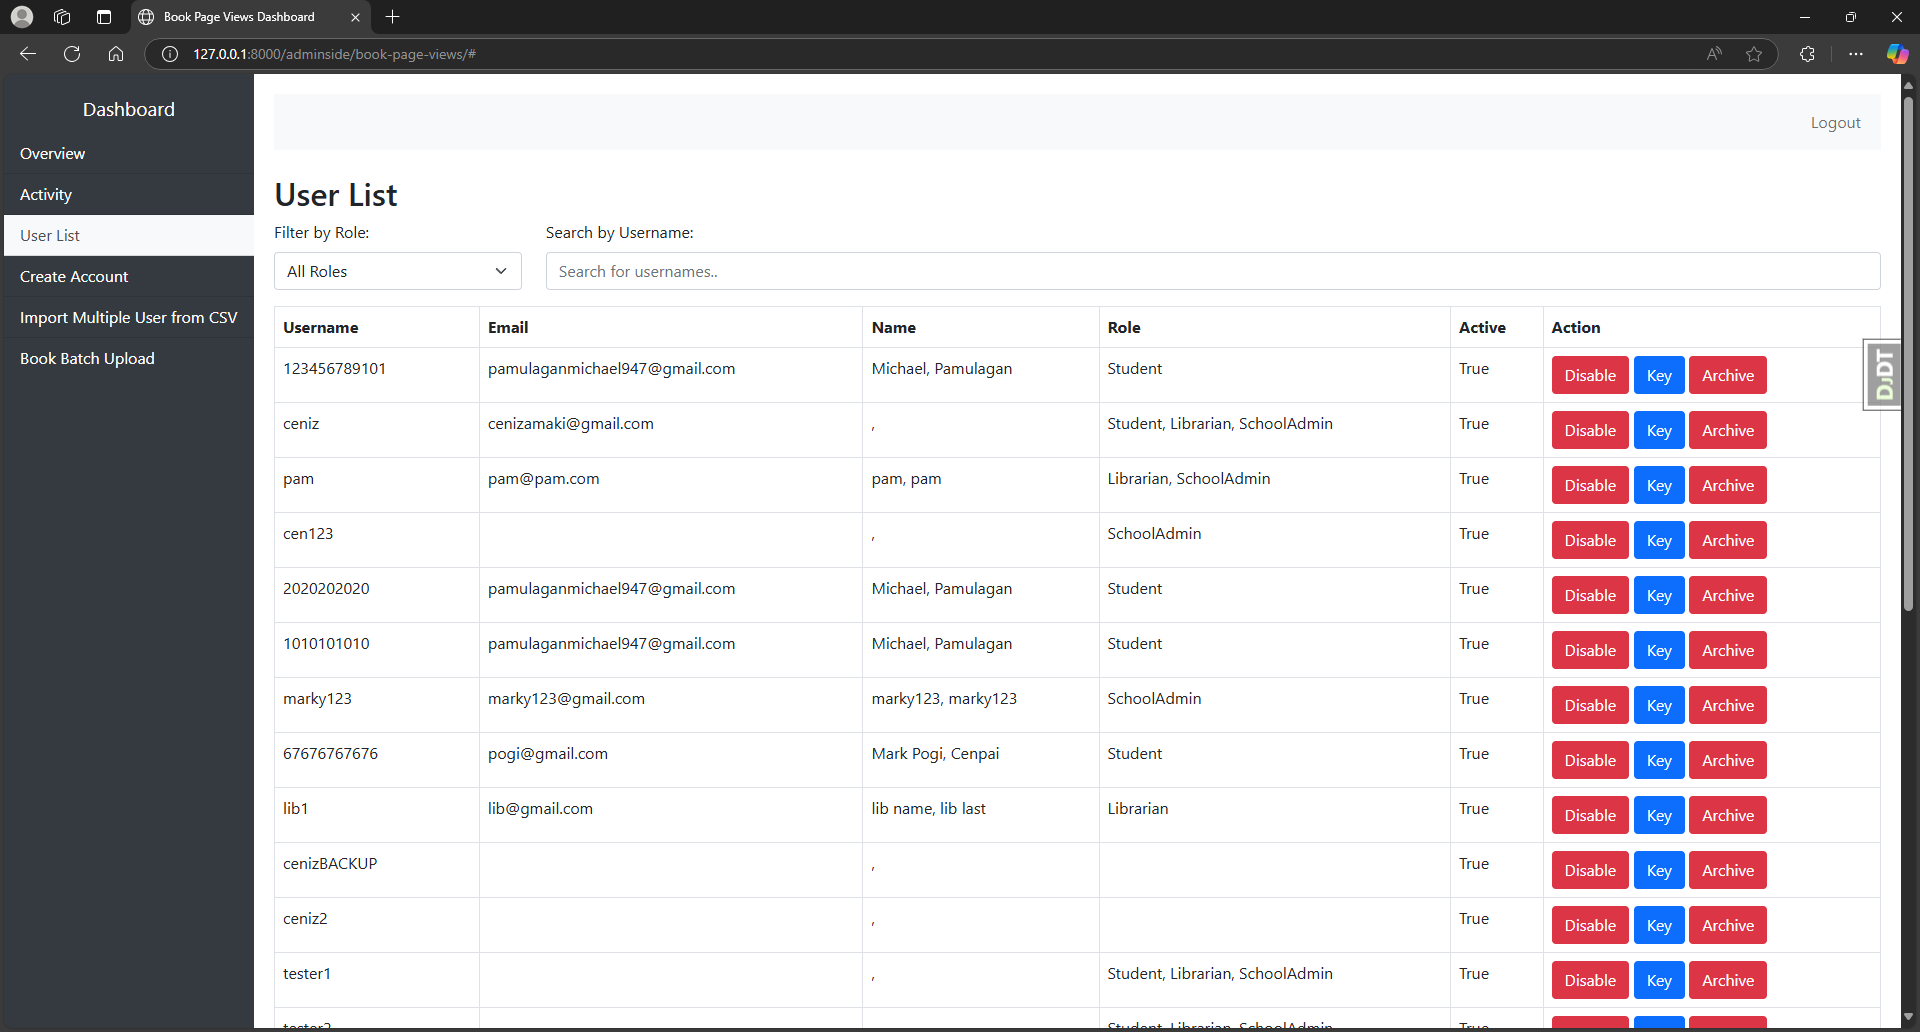 Book Page Views Dashboard
127.0.0.1:8000/adminside/book-page-views/#
Dashboard
Overview
Activity
User List
Create Account
Import Multiple User from CSV
Book Batch Upload
Logout
User List
Filter by Role: Search by Username:
All Roles Search for usernames..
Username Email Name Role Active Action
123456789101 pamulaganmichael947@gmail.com Michael, Pamulagan Student True Disable Key Archive
ceniz cenizamaki@gmail.com , Student, Librarian, SchoolAdmin True Disable Key Archive
pam pam@pam.com pam, pam Librarian, SchoolAdmin True Disable Key Archive
cen123 , SchoolAdmin True Disable Key Archive
2020202020 pamulaganmichael947@gmail.com Michael, Pamulagan Student True Disable Key Archive
1010101010 pamulaganmichael947@gmail.com Michael, Pamulagan Student True Disable Key Archive
marky123 marky123@gmail.com marky123, marky123 SchoolAdmin True Disable Key Archive
67676767676 pogi@gmail.com Mark Pogi, Cenpai Student True Disable Key Archive
lib1 lib@gmail.com lib name, lib last Librarian True Disable Key Archive
cenizBACKUP , True Disable Key Archive
ceniz2 , True Disable Key Archive
tester1 , Student, Librarian, SchoolAdmin True Disable Key Archive
tester2 Student, Librarian, SchoolAdmin True
DjDT